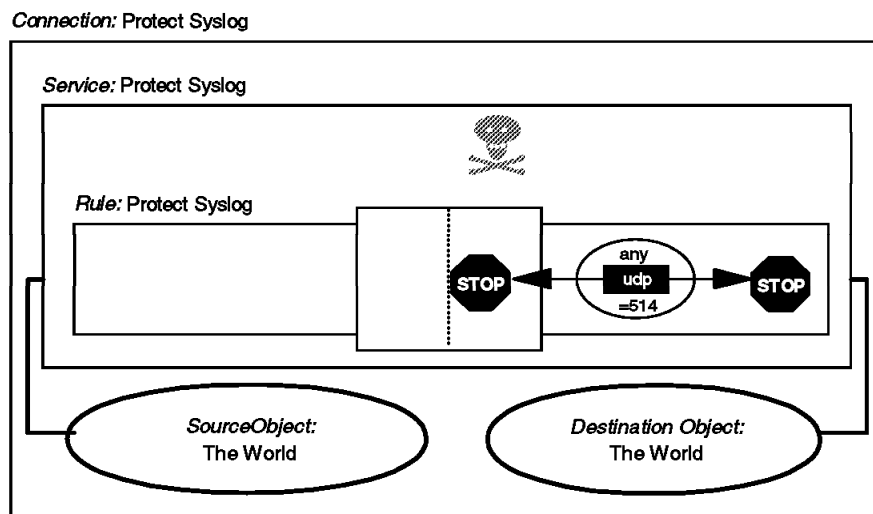 Connection: Protect Syslog
Service: Protect Syslog
Rule: Protect Syslog
any
STOP
udp
STOP
=514
SourceObject:
The World
Destination Object:
The World